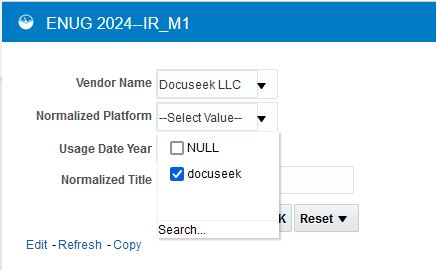 ENUG 2024--IR_M1
Vendor Name Docuseek LLC
Normalized Platform --Select Value--
NULL
Usage Date Year
docuseek
Normalized Title
Search...
K Reset
Edit - Refresh - Copy